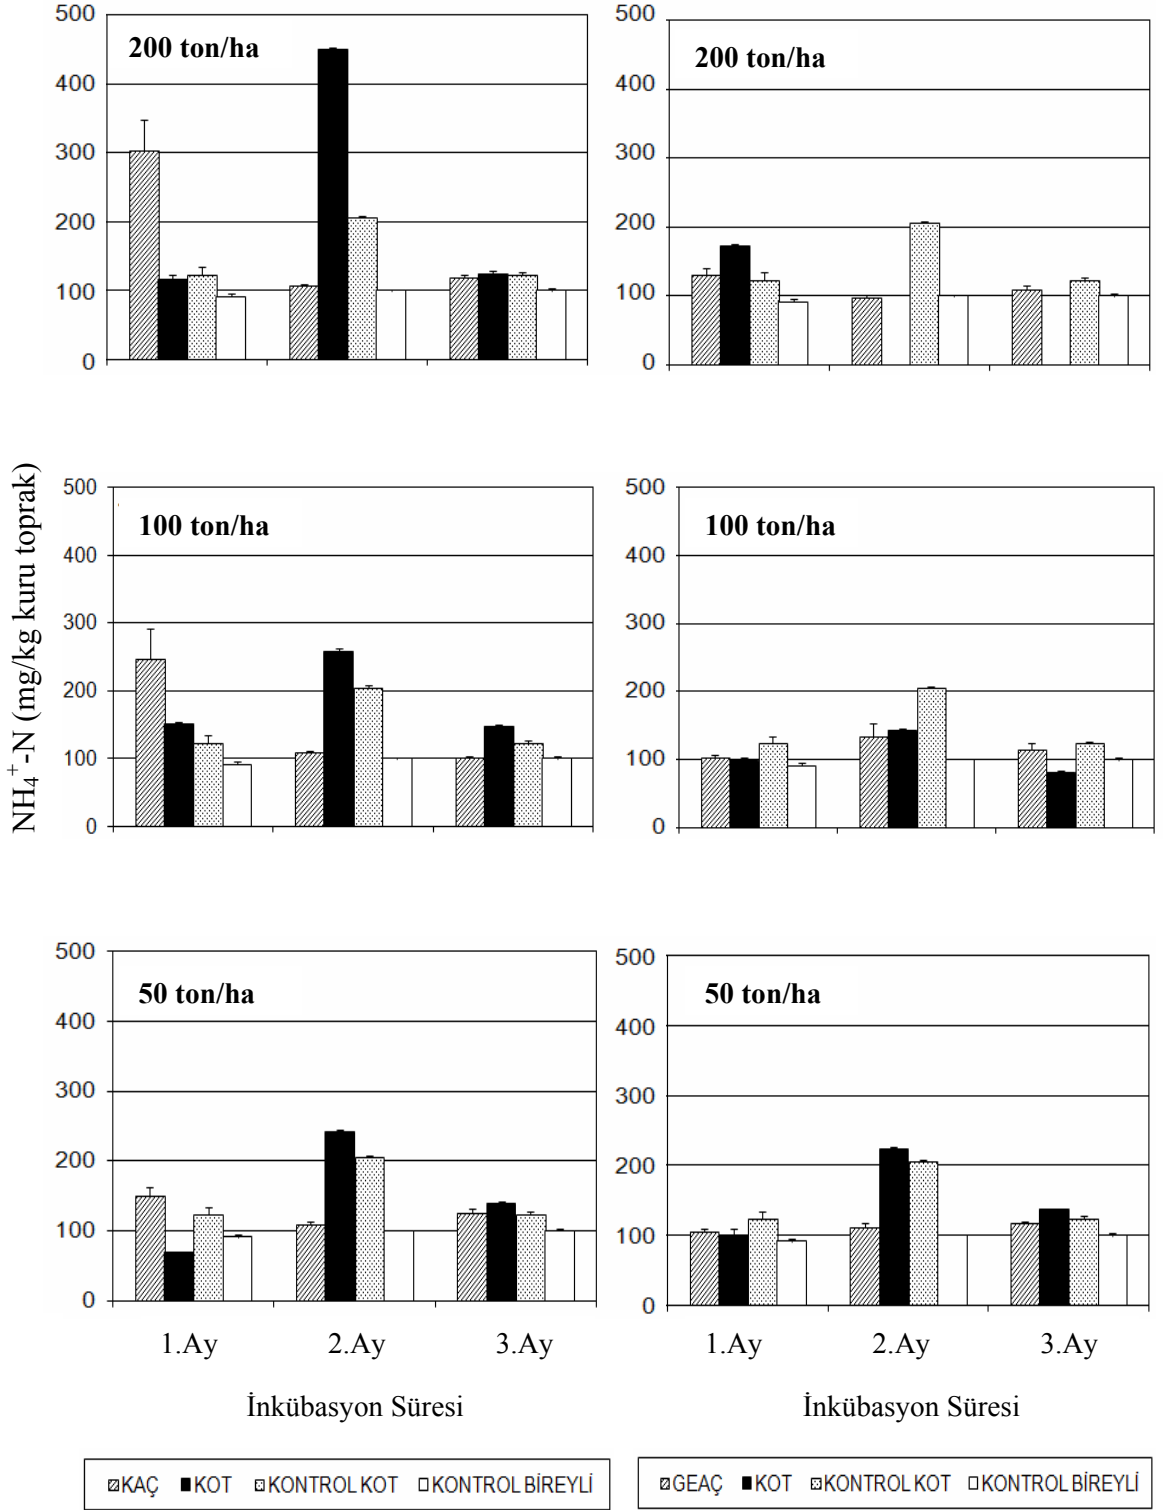 500
400
300
200
100
0
200 ton/ha
500
400
300
200
100
0
200 ton/ha
NH₄⁺-N (mg/kg kuru toprak)
500
400
300
200
100
0
100 ton/ha
500
400
300
200
100
0
100 ton/ha
500
400
300
200
100
0
50 ton/ha
1.Ay 2.Ay 3.Ay
İnkübasyon Süresi
500
400
300
200
100
0
50 ton/ha
1.Ay 2.Ay 3.Ay
İnkübasyon Süresi
KAÇ KOT KONTROL KOT KONTROL BİREYLİ
GEAÇ KOT KONTROL KOT KONTROL BİREYLİ